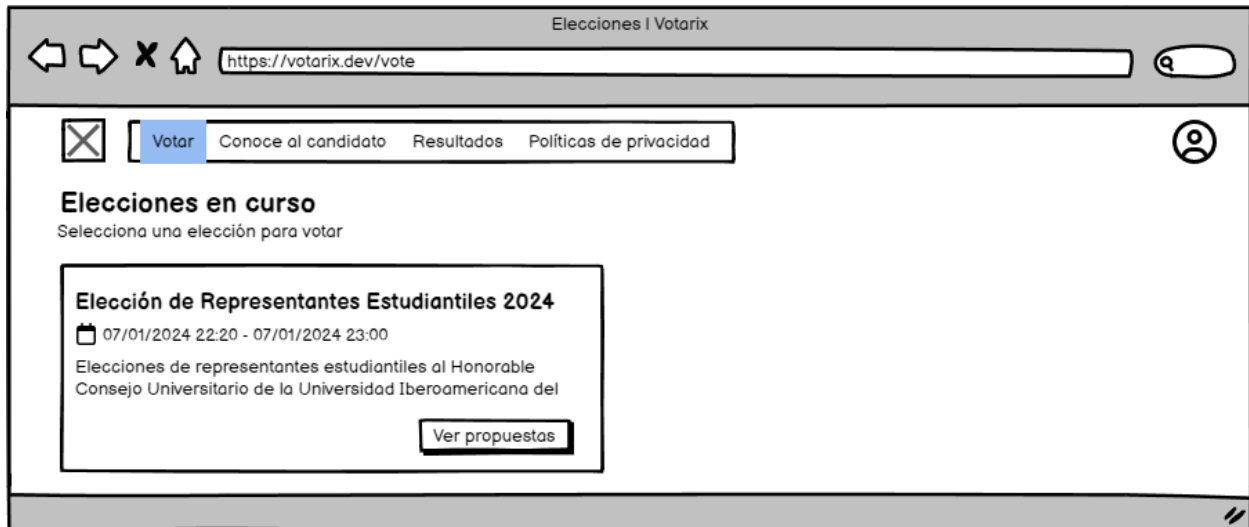 Elecciones | Votarix
https://votarix.dev/vote
Votar Conoce al candidato Resultados Políticas de privacidad
Elecciones en curso
Selecciona una elección para votar
Elección de Representantes Estudiantiles 2024
07/01/2024 22:20 - 07/01/2024 23:00
Elecciones de representantes estudiantiles al Honorable
Consejo Universitario de la Universidad Iberoamericana del
Ver propuestas